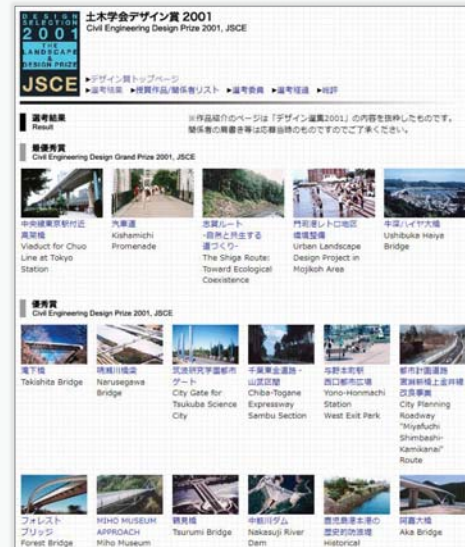 DESIGN
SELECTION
2001
THE
LANDSCAPE
&
DESIGN PRIZE
JSCE
土木学会デザイン賞 2001
Civil Engineering Design Prize 2001, JSCE
▶デザイン賞トップページ
▶選考結果 ▶授賞作品/関係者リスト ▶選考委員 ▶選考経過 ▶総評
選考結果
Result
※作品紹介のページは「デザイン選集2001」の内容を抜粋したものです。
関係者の肩書き等は応募当時のものですのでご了承ください。
最優秀賞
Civil Engineering Design Grand Prize 2001, JSCE
中央線東京駅付近
高架橋
Viaduct for Chuo
Line at Tokyo
Station
汽車道
Kishamichi
Promenade
志賀ルート
-自然と共生する
道づくり-
The Shiga Route:
Toward Ecological
Coexistence
門司港レトロ地区
環境整備
Urban Landscape
Design Project in
Mojikoh Area
牛深ハイヤ大橋
Ushibuka Haiya
Bridge
優秀賞
Civil Engineering Design Prize 2001, JSCE
滝下橋
Takishita Bridge
鳴瀬川橋梁
Narusegawa
Bridge
筑波研究学園都市
ゲート
City Gate for
Tsukuba Science
City
千葉東金道路・
山武区間
Chiba-Togane
Expressway
Sambu Section
与野本町駅
西口都市広場
Yono-Honmachi
Station
West Exit Park
都市計画道路
宮渕新橋上金井線
改良事業
City Planning
Roadway
"Miyafuchi
Shimbashi-
Kamikanai"
Route
フォレスト
ブリッジ
Forest Bridge
MIHO MUSEUM
APPROACH
Miho Museum
鶴見橋
Tsurumi Bridge
中筋川ダム
Nakasuji River
Dam
鹿児島港本港の
歴史的防波堤
Historical
阿嘉大橋
Aka Bridge